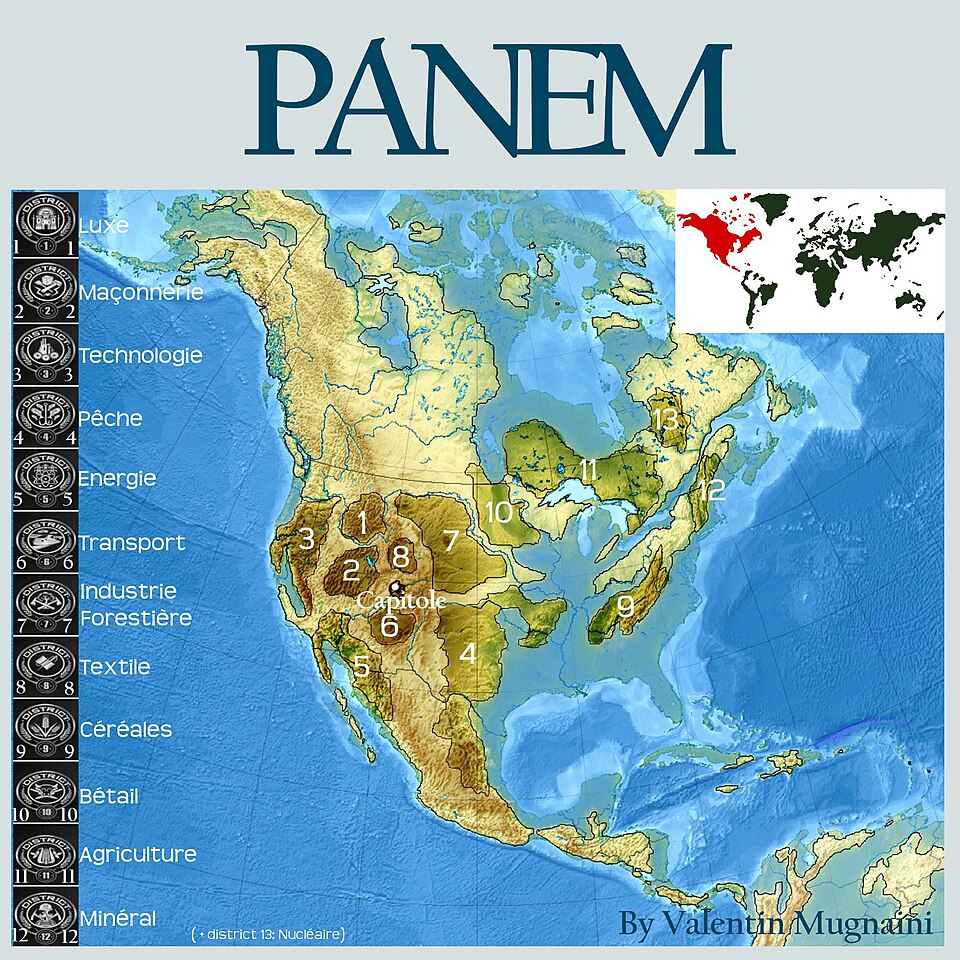 PANEM
DISTRICT
1 1 1
Luxe
DISTRICT
2 2 2
Maçonnerie
DISTRICT
3 3 3
Technologie
DISTRICT
4 4 4
Pêche
DISTRICT
5 5 5
Energie
DISTRICT
6 6 6
Transport
DISTRICT
7 7 7
Industrie
Forestière
DISTRICT
8 8 8
Textile
DISTRICT
9 9 9
Céréales
DISTRICT
10 10 10
Bétail
DISTRICT
11 11 11
Agriculture
DISTRICT
12 12 12
Minéral
(+ district 13: Nucléaire)
13
11
12
10
1
3
7
8
2
Capitole
9
6
4
5
By Valentin Mugnaini